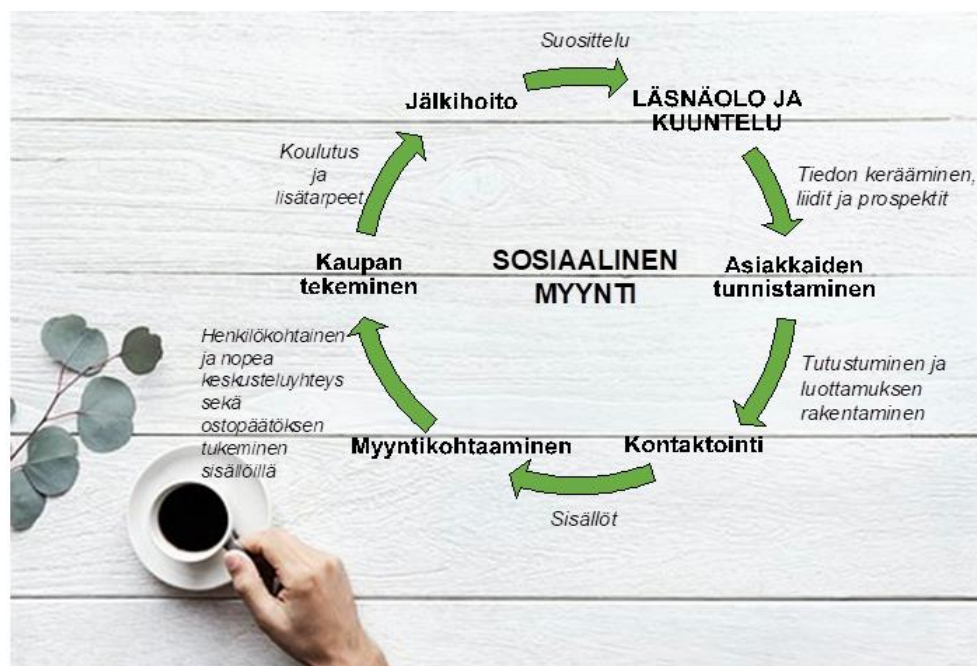 Suosittelu
Jälkihoito
LÄSNÄOLO JA
KUUNTELU
Koulutus
ja
lisätarpeet
Tiedon kerääminen,
liidit ja prospektit
Kaupan
tekeminen
SOSIAALINEN
MYYNTI
Asiakkaiden
tunnistaminen
Henkilökohtainen
ja nopea
keskusteluyhteys
sekä
ostopäätöksen
tukeminen
sisällöillä
Tutustuminen ja
luottamuksen
rakentaminen
Myyntikohtaaminen
Kontaktointi
Sisällöt